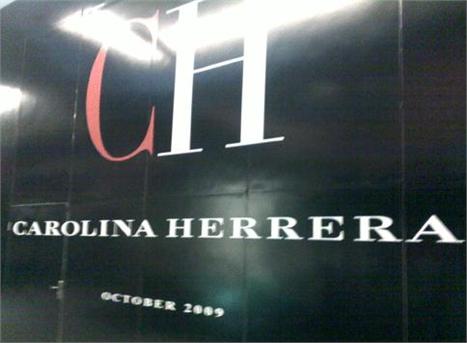 CH
CAROLINA HERRERA
OCTOBER 2009